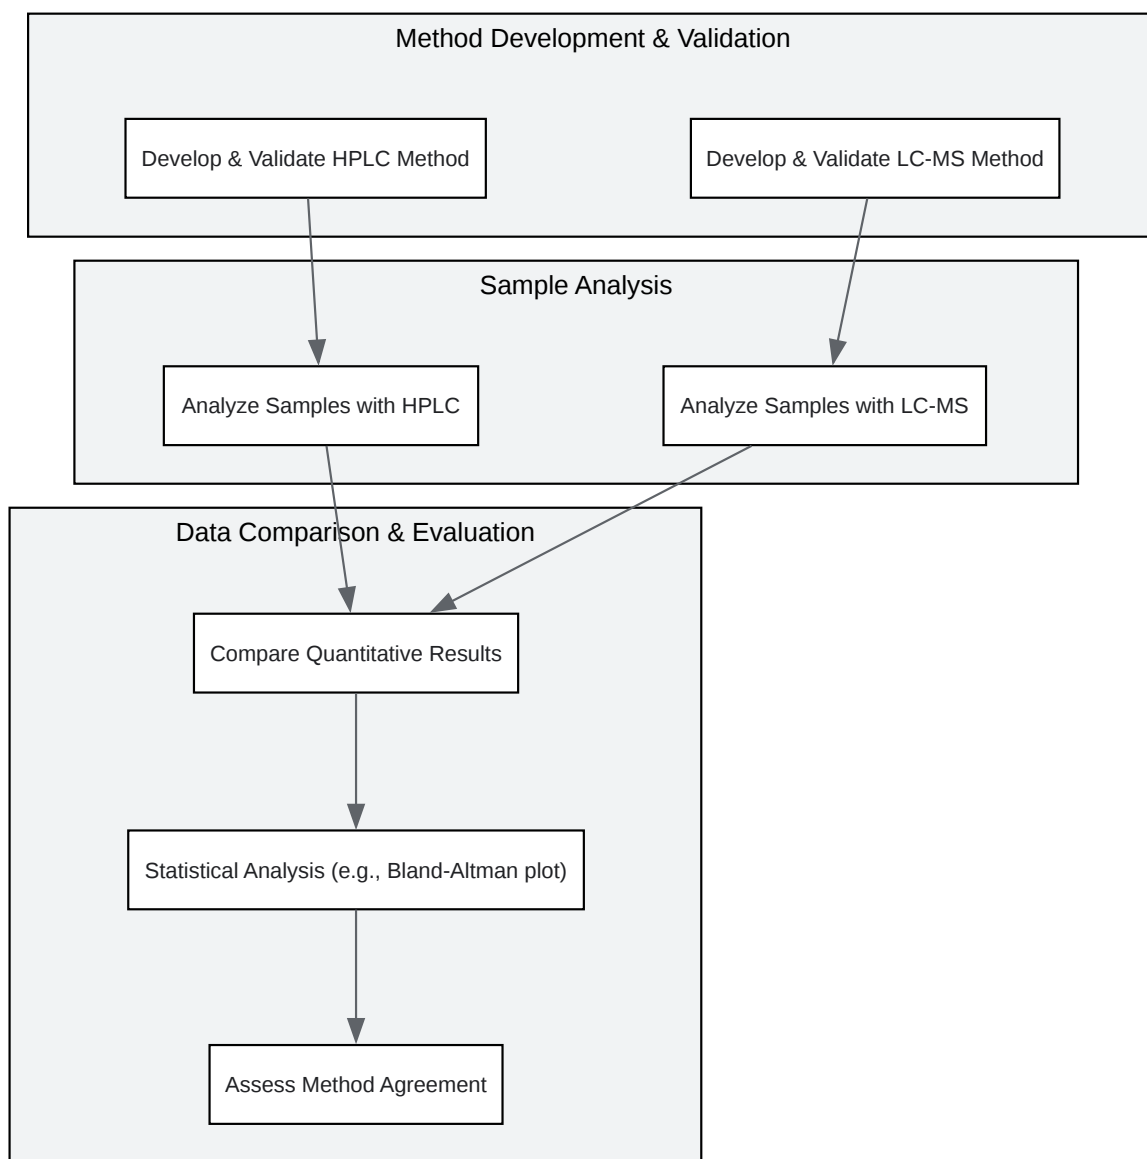 Method Development & Validation
Develop & Validate HPLC Method
Develop & Validate LC-MS Method
Sample Analysis
Analyze Samples with HPLC
Analyze Samples with LC-MS
Data Comparison & Evaluation
Compare Quantitative Results
Statistical Analysis (e.g., Bland-Altman plot)
Assess Method Agreement